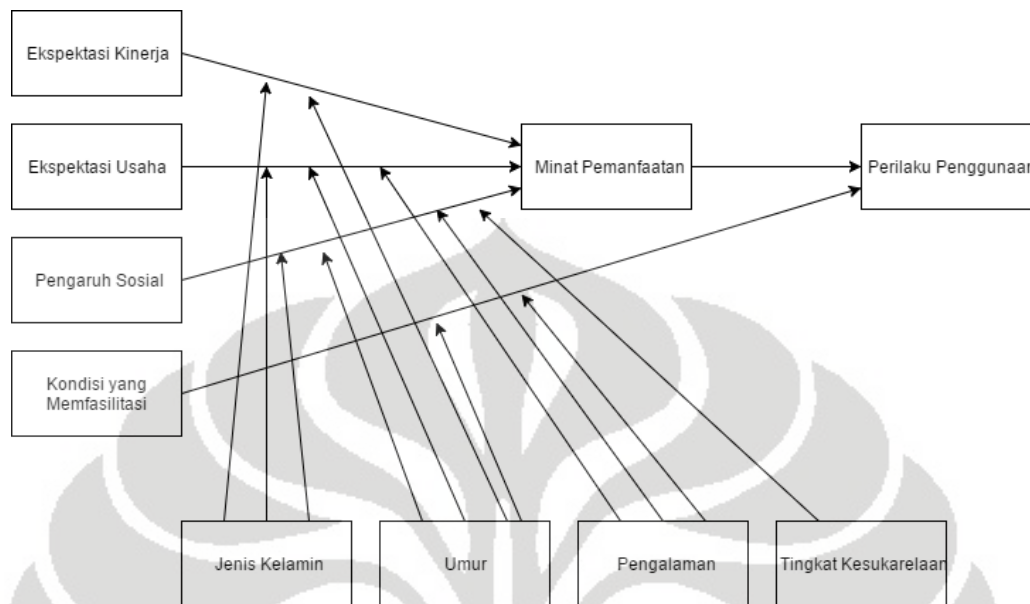 Ekspektasi Kinerja
Ekspektasi Usaha
Minat Pemanfaatan
Perilaku Penggunaan
Pengaruh Sosial
Kondisi yang
Memfasilitasi
Jenis Kelamin
Umur
Pengalaman
Tingkat Kesukarelaan